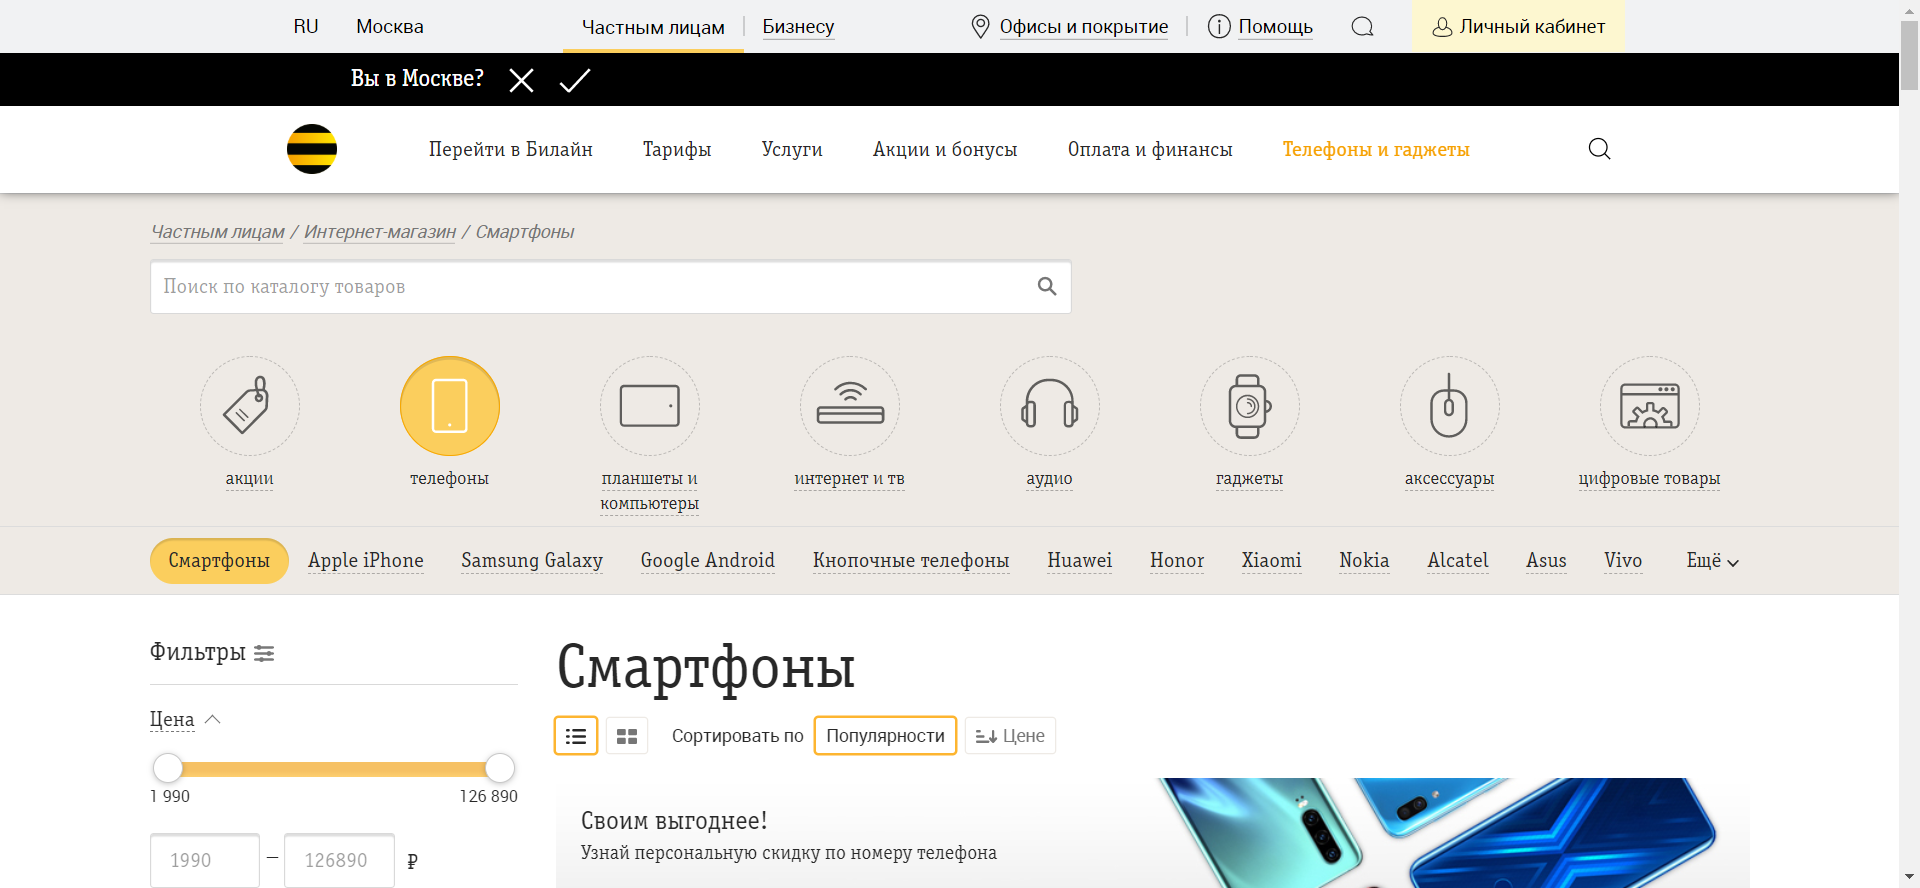 RU Москва Частным лицам Бизнесу Офисы и покрытие Помощь Личный кабинет
Вы в Москве?
Перейти в Билайн Тарифы Услуги Акции и бонусы Оплата и финансы Телефоны и гаджеты
Частным лицам / Интернет-магазин / Смартфоны
Поиск по каталогу товаров
акции телефоны планшеты и компьютеры интернет и тв аудио гаджеты аксессуары цифровые товары
Смартфоны Apple iPhone Samsung Galaxy Google Android Кнопочные телефоны Huawei Honor Xiaomi Nokia Alcatel Asus Vivo Ещё
Фильтры
Цена
1 990 126 890
1990 — 126890 ₽
Смартфоны
Сортировать по Популярности Цене
Своим выгоднее!
Узнай персональную скидку по номеру телефона